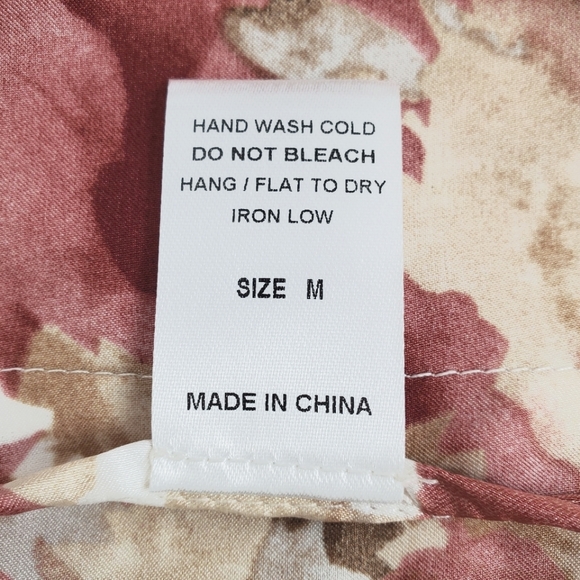 HAND WASH COLD
DO NOT BLEACH
HANG / FLAT TO DRY
IRON LOW
SIZE M
MADE IN CHINA